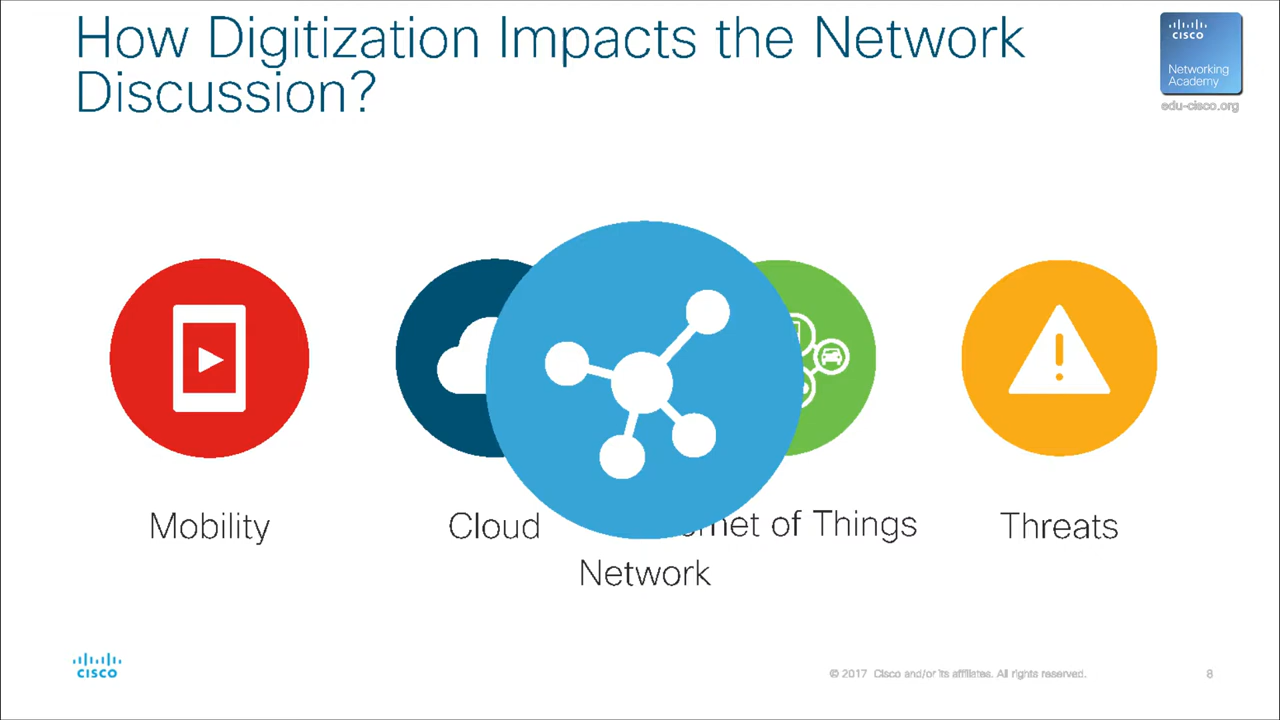 How Digitization Impacts the Network
Discussion?
CISCO
Networking
Academy
edu-cisco.org
Mobility
Cloud
of Things
Threats
Network
CISCO
© 2017 Cisco and/or its affiliates. All rights reserved.
8